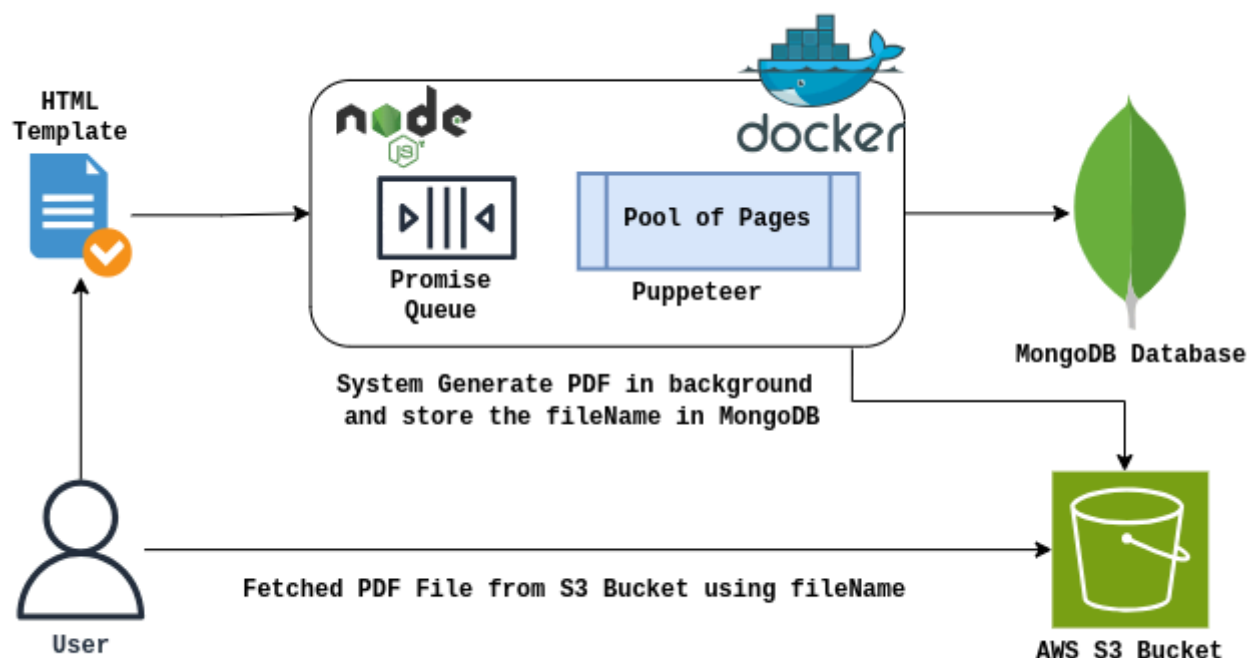 HTML
Template
node
JS
docker
Pool of Pages
Promise
Queue
Puppeteer
MongoDB Database
System Generate PDF in background
and store the fileName in MongoDB
Fetched PDF File from S3 Bucket using fileName
User
AWS S3 Bucket